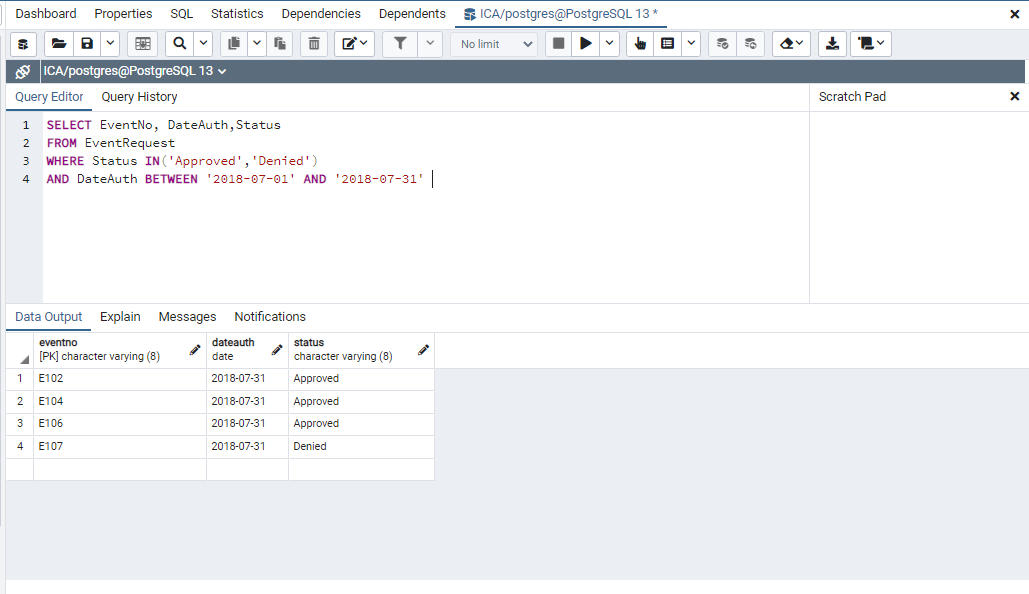 Dashboard Properties SQL Statistics Dependencies Dependents ICA/postgres@PostgreSQL 13 *
No limit
ICA/postgres@PostgreSQL 13
Query Editor Query History Scratch Pad
1 SELECT EventNo, DateAuth,Status
2 FROM EventRequest
3 WHERE Status IN('Approved','Denied')
4 AND DateAuth BETWEEN '2018-07-01' AND '2018-07-31'
Data Output Explain Messages Notifications
eventno dateauth status
[PK] character varying (8) date character varying (8)
1 E102 2018-07-31 Approved
2 E104 2018-07-31 Approved
3 E106 2018-07-31 Approved
4 E107 2018-07-31 Denied